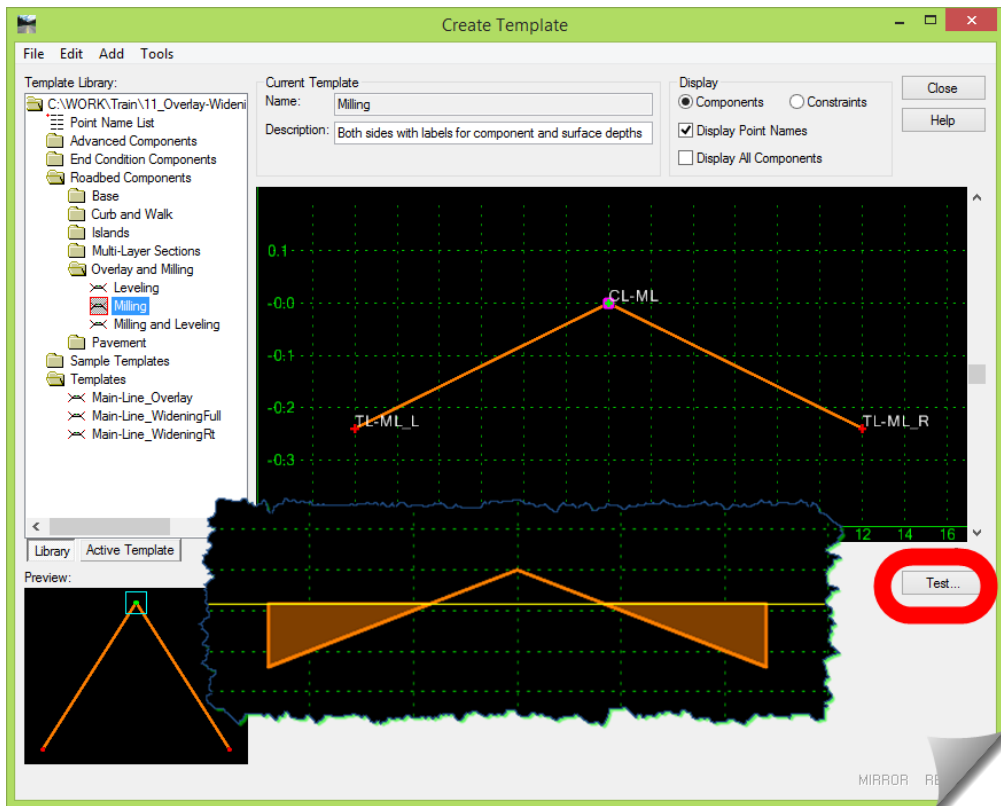 Create Template
File Edit Add Tools
Template Library:
C:\WORK\Train\11_Overlay-Wideni
Point Name List
Advanced Components
End Condition Components
Roadbed Components
Base
Curb and Walk
Islands
Multi-Layer Sections
Overlay and Milling
Leveling
Milling
Milling and Leveling
Pavement
Sample Templates
Templates
Main-Line_Overlay
Main-Line_WideningFull
Main-Line_WideningRt
Library Active Template
Preview:
Current Template
Name: Milling
Description: Both sides with labels for component and surface depths
Display
Components Constraints
Display Point Names
Display All Components
Close
Help
0.1
-0.0
-0.1
-0.2
-0.3
CL-ML
TL-ML_L
TL-ML_R
12 14 16
Test...
MIRROR